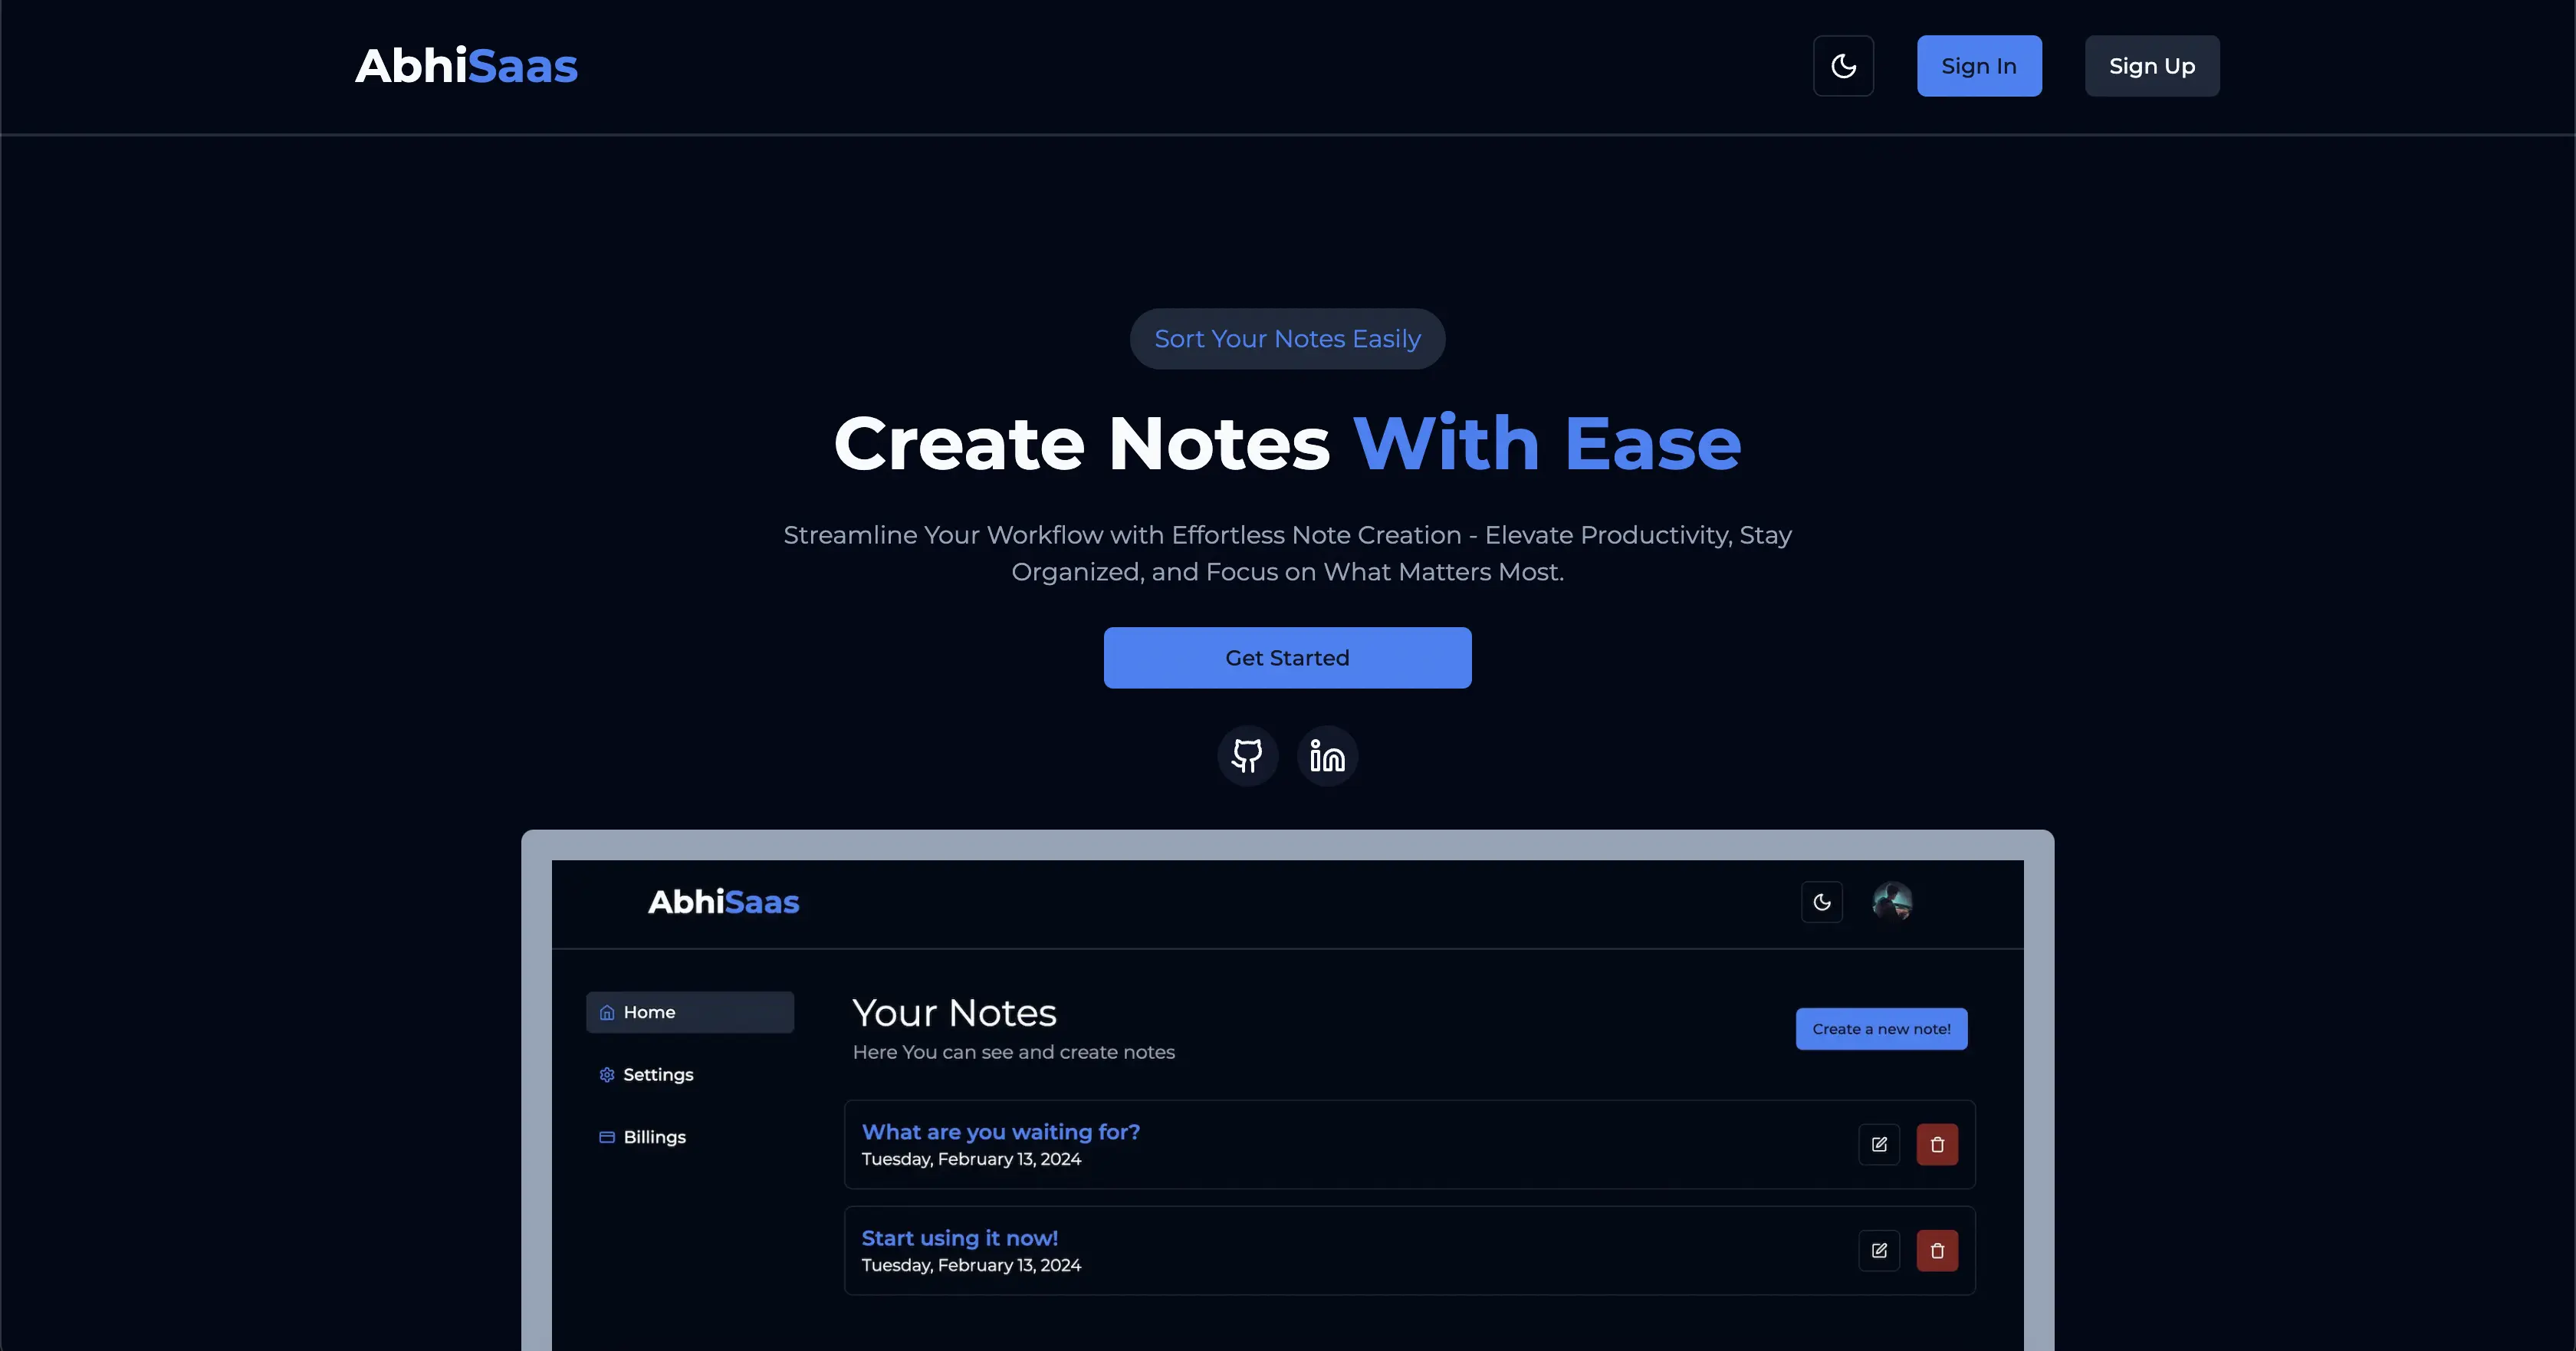 AbhiSaas
Sign In
Sign Up
Sort Your Notes Easily
Create Notes With Ease
Streamline Your Workflow with Effortless Note Creation - Elevate Productivity, Stay
Organized, and Focus on What Matters Most.
Get Started
AbhiSaas
Home
Settings
Billings
Your Notes
Here You can see and create notes
Create a new note!
What are you waiting for?
Tuesday, February 13, 2024
Start using it now!
Tuesday, February 13, 2024